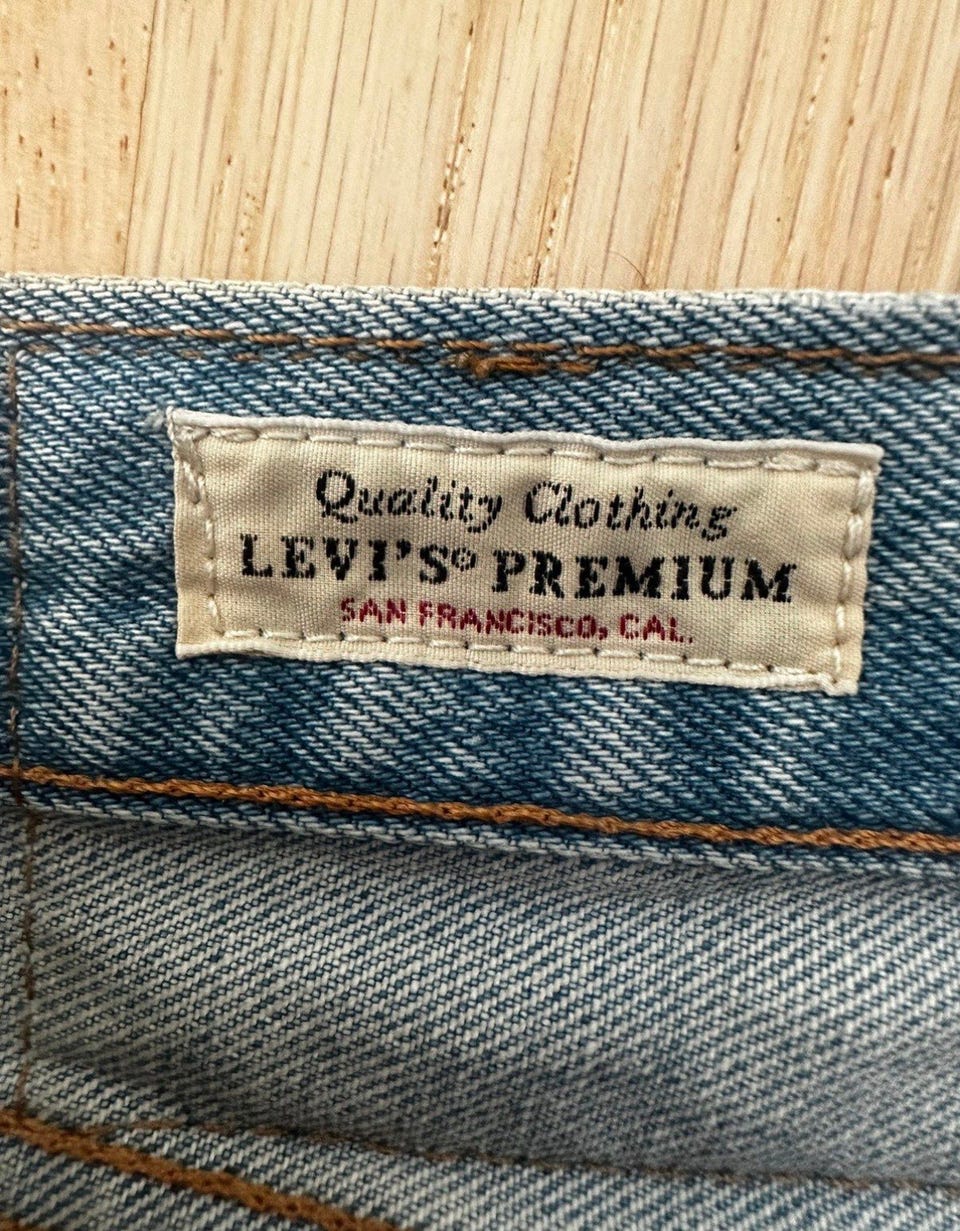 Quality Clothing
LEVI'S® PREMIUM
SAN FRANCISCO, CAL.